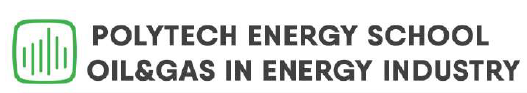 POLYTECH ENERGY SCHOOL
OIL&GAS IN ENERGY INDUSTRY